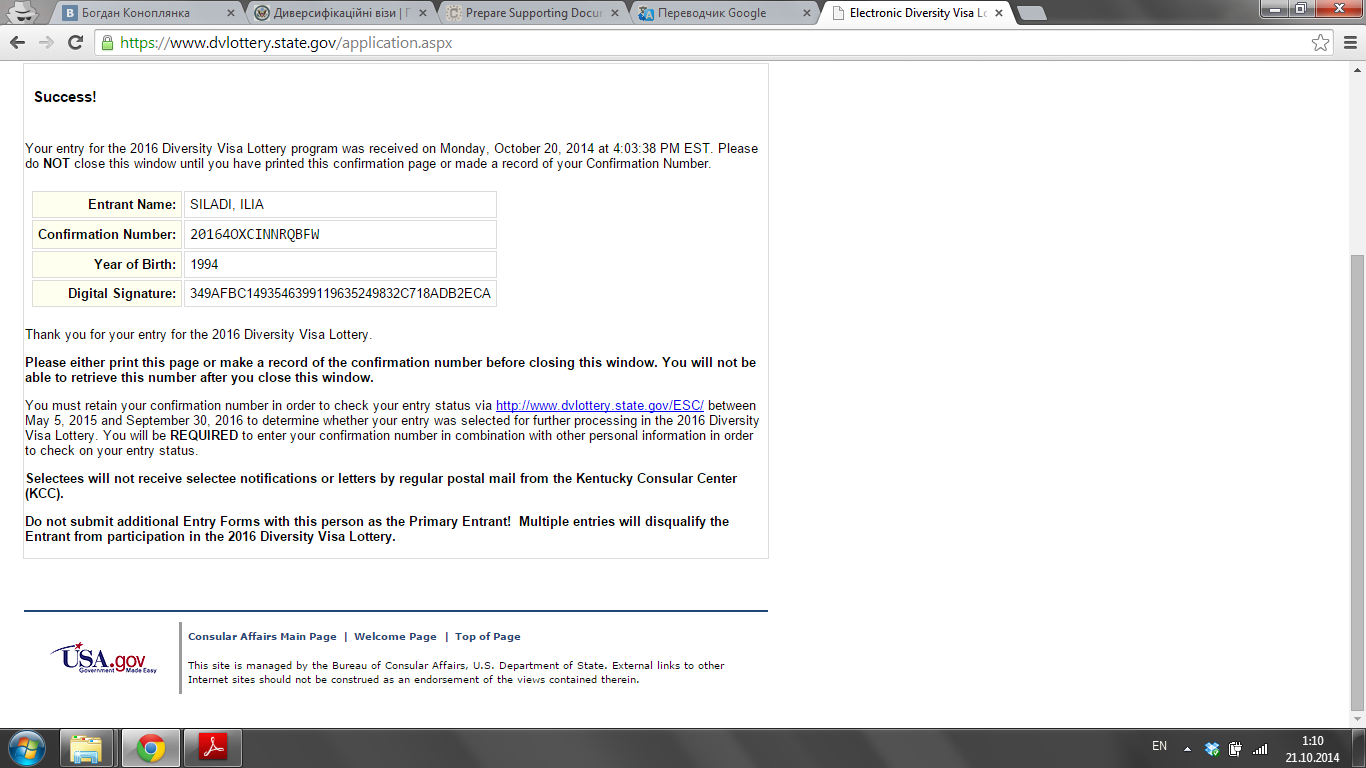 Богдан Коноплянка
Диверсифікаційні візи | Г
Prepare Supporting Docum
Переводчик Google
Electronic Diversity Visa Lo
https://www.dvlottery.state.gov/application.aspx
Success!
Your entry for the 2016 Diversity Visa Lottery program was received on Monday, October 20, 2014 at 4:03:38 PM EST. Please
do NOT close this window until you have printed this confirmation page or made a record of your Confirmation Number.
Entrant Name: SILADI, ILIA
Confirmation Number: 20164OXCINNRQBFW
Year of Birth: 1994
Digital Signature: 349AFBC1493546399119635249832C718ADB2ECA
Thank you for your entry for the 2016 Diversity Visa Lottery.
Please either print this page or make a record of the confirmation number before closing this window. You will not be
able to retrieve this number after you close this window.
You must retain your confirmation number in order to check your entry status via http://www.dvlottery.state.gov/ESC/ between
May 5, 2015 and September 30, 2016 to determine whether your entry was selected for further processing in the 2016 Diversity
Visa Lottery. You will be REQUIRED to enter your confirmation number in combination with other personal information in order
to check on your entry status.
Selectees will not receive selectee notifications or letters by regular postal mail from the Kentucky Consular Center
(KCC).
Do not submit additional Entry Forms with this person as the Primary Entrant! Multiple entries will disqualify the
Entrant from participation in the 2016 Diversity Visa Lottery.
USA.gov
Government Made Easy
Consular Affairs Main Page | Welcome Page | Top of Page
This site is managed by the Bureau of Consular Affairs, U.S. Department of State. External links to other
Internet sites should not be construed as an endorsement of the views contained therein.
EN
1:10
21.10.2014